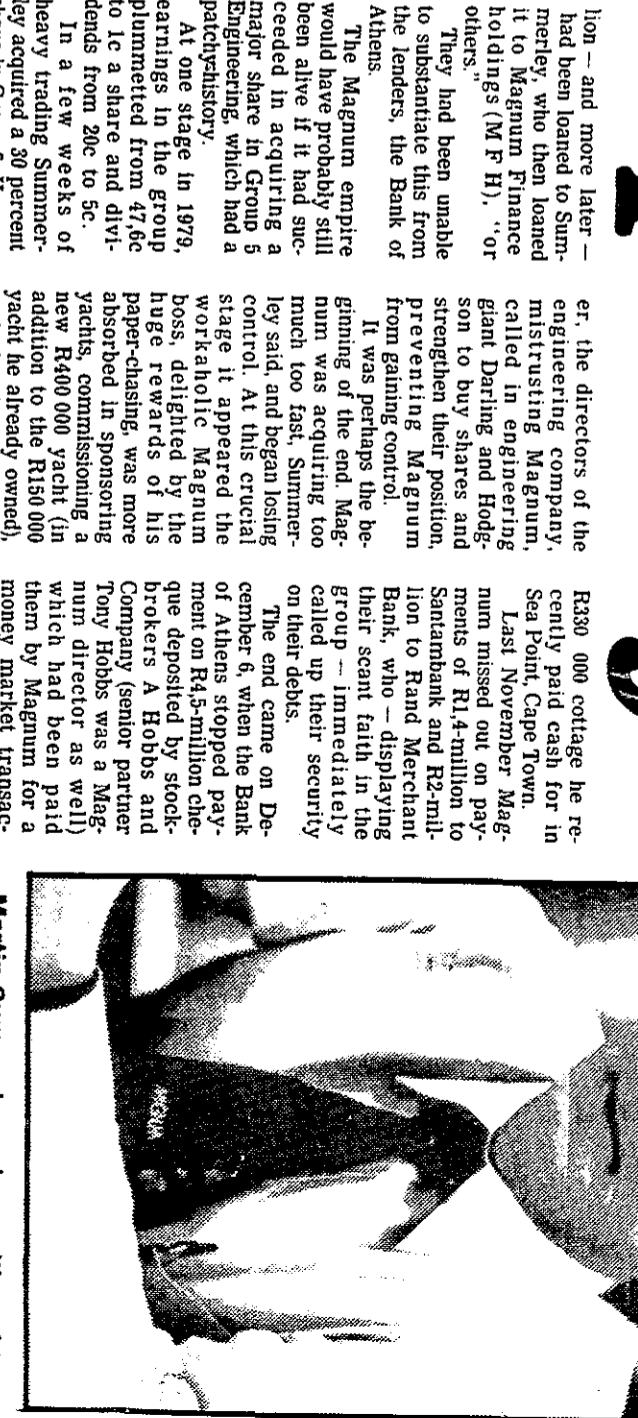 lion — and more later —
had been loaned to Sum-
merley, who then loaned
it to Magnum Finance
holdings (M F H), "or
others."
They had been unable
to substantiate this from
the lenders, the Bank of
Athens.
The Magnum empire
would have probably still
been alive if it had suc-
ceeded in acquiring a
major share in Group 5
Engineering, which had a
patchy history.
At one stage in 1979,
earnings in the group
plummetted from 47,6c
to 1c a share and divi-
dends from 20c to 5c.
In a few weeks of
heavy trading Summer-
ley acquired a 30 percent
er, the directors of the
engineering company,
mistrusting Magnum,
called in engineering
giant Darling and Hodg-
son to buy shares and
strengthen their position,
preventing Magnum
from gaining control.
It was perhaps the be-
ginning of the end. Mag-
num was acquiring too
much too fast, Summer-
ley said, and began losing
control. At this crucial
stage it appeared the
workaholic Magnum
boss, delighted by the
huge rewards of his
paper-chasing, was more
absorbed in sponsoring
yachts, commissioning a
new R400 000 yacht (in
addition to the R150 000
yacht he already owned),
R330 000 cottage he re-
cently paid cash for in
Sea Point, Cape Town.
Last November Mag-
num missed out on pay-
ments of R1,4-million to
Santambank and R2-mil-
lion to Rand Merchant
Bank, who — displaying
their scant faith in the
group — immediately
called up their security
on their debts.
The end came on De-
cember 6, when the Bank
of Athens stopped pay-
ment on R4,5-million che-
que deposited by stock-
brokers A Hobbs and
Company (senior partner
Tony Hobbs was a Mag-
num director as well)
which had been paid
them by Magnum for a
money market transac-